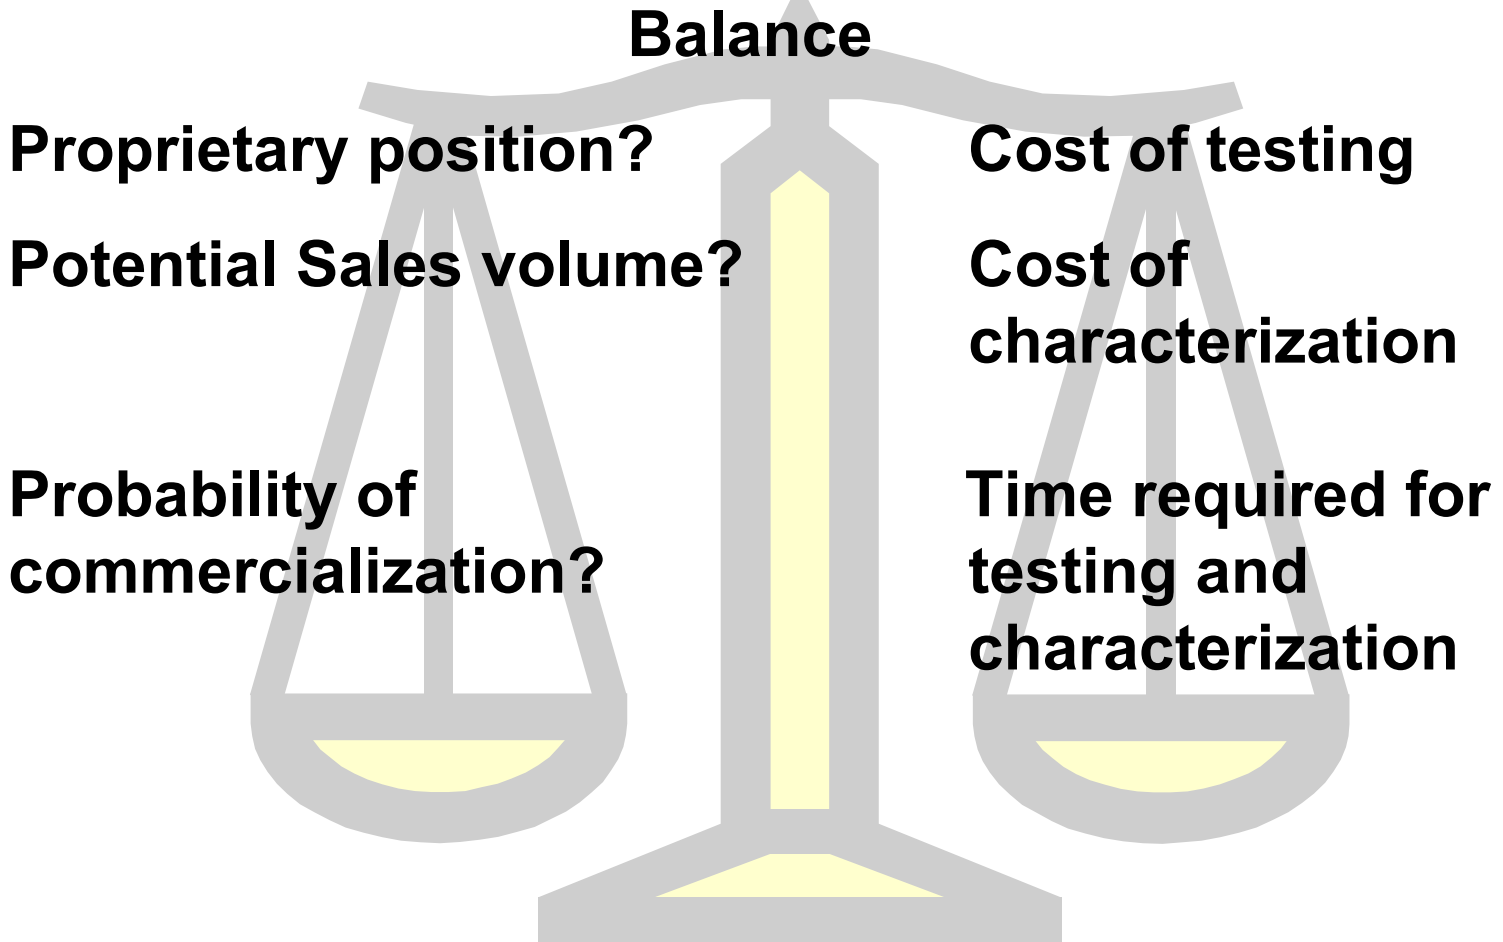 Balance
Proprietary position?
Potential Sales volume?
Probability of
commercialization?
Cost of testing
Cost of
characterization
Time required for
testing and
characterization